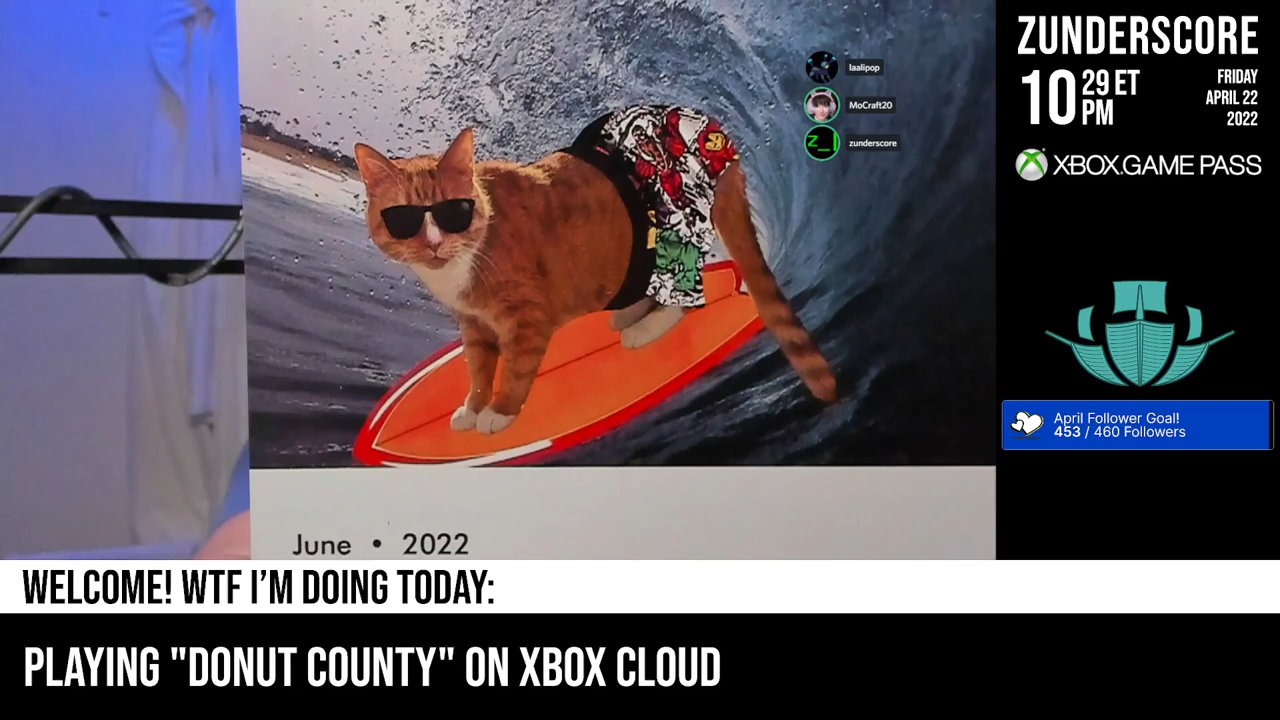 laalipop
MoCraft20
Z_
zunderscore
June • 2022
ZUNDERSCORE
10 29 ET PM
FRIDAY
APRIL 22
2022
XBOX GAME PASS
April Follower Goal!
453 / 460 Followers
WELCOME! WTF I'M DOING TODAY:
PLAYING "DONUT COUNTY" ON XBOX CLOUD